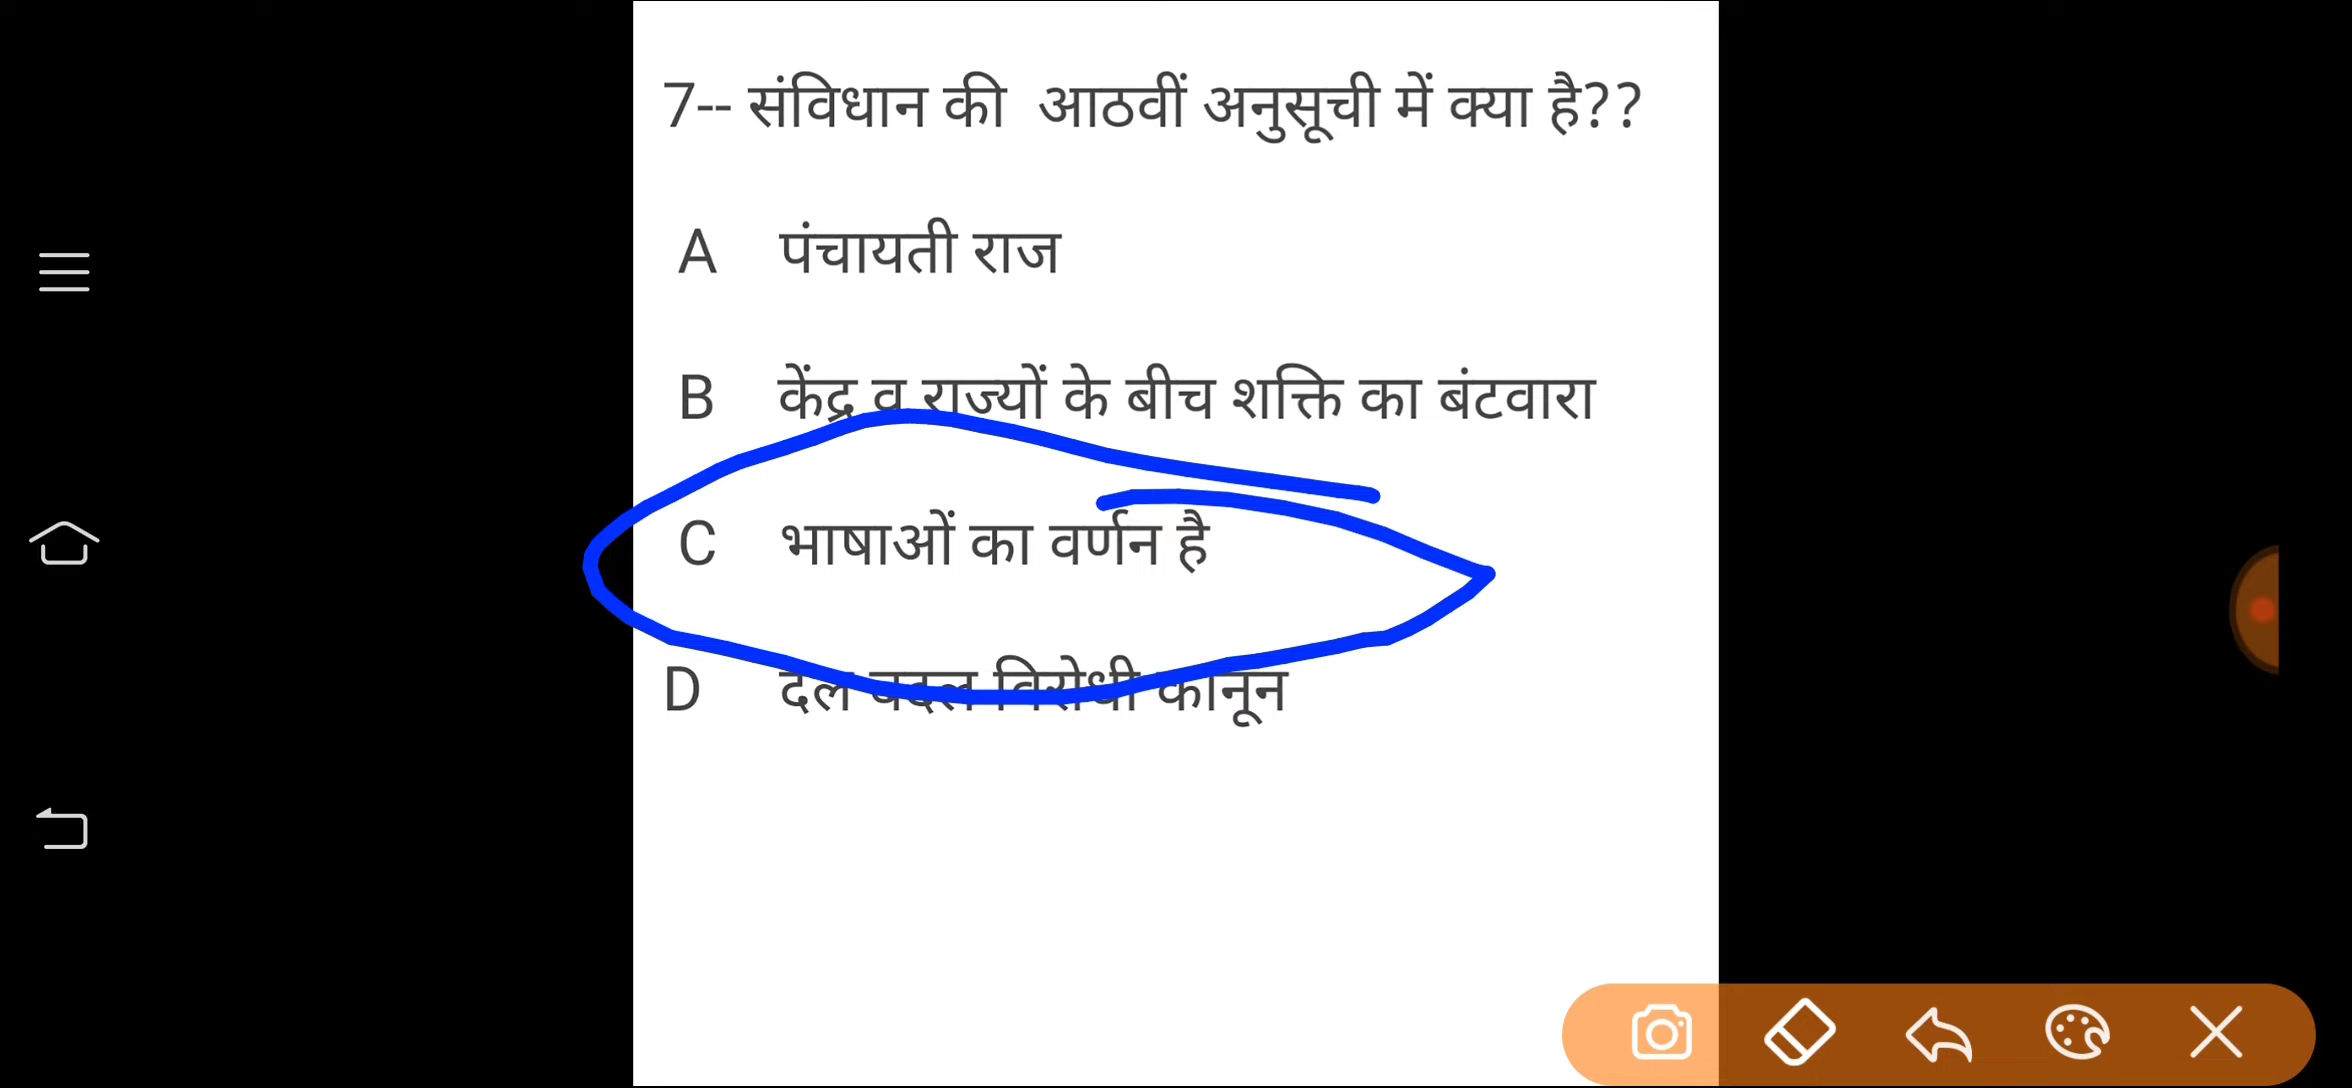 7-- संविधान की आठवीं अनुसूची में क्या है??
A पंचायती राज
B केंद्र व राज्यों के बीच शक्ति का बंटवारा
C भाषाओं का वर्णन है
D दल बदल विरोधी कानून